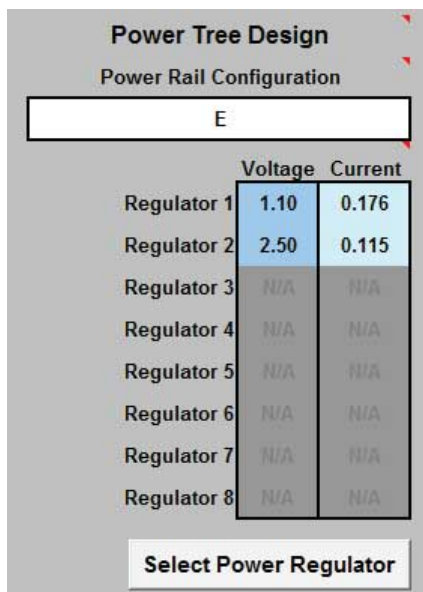 Power Tree Design
Power Rail Configuration
E
Voltage Current
Regulator 1 1.10 0.176
Regulator 2 2.50 0.115
Regulator 3 N/A N/A
Regulator 4 N/A N/A
Regulator 5 N/A N/A
Regulator 6 N/A N/A
Regulator 7 N/A N/A
Regulator 8 N/A N/A
Select Power Regulator